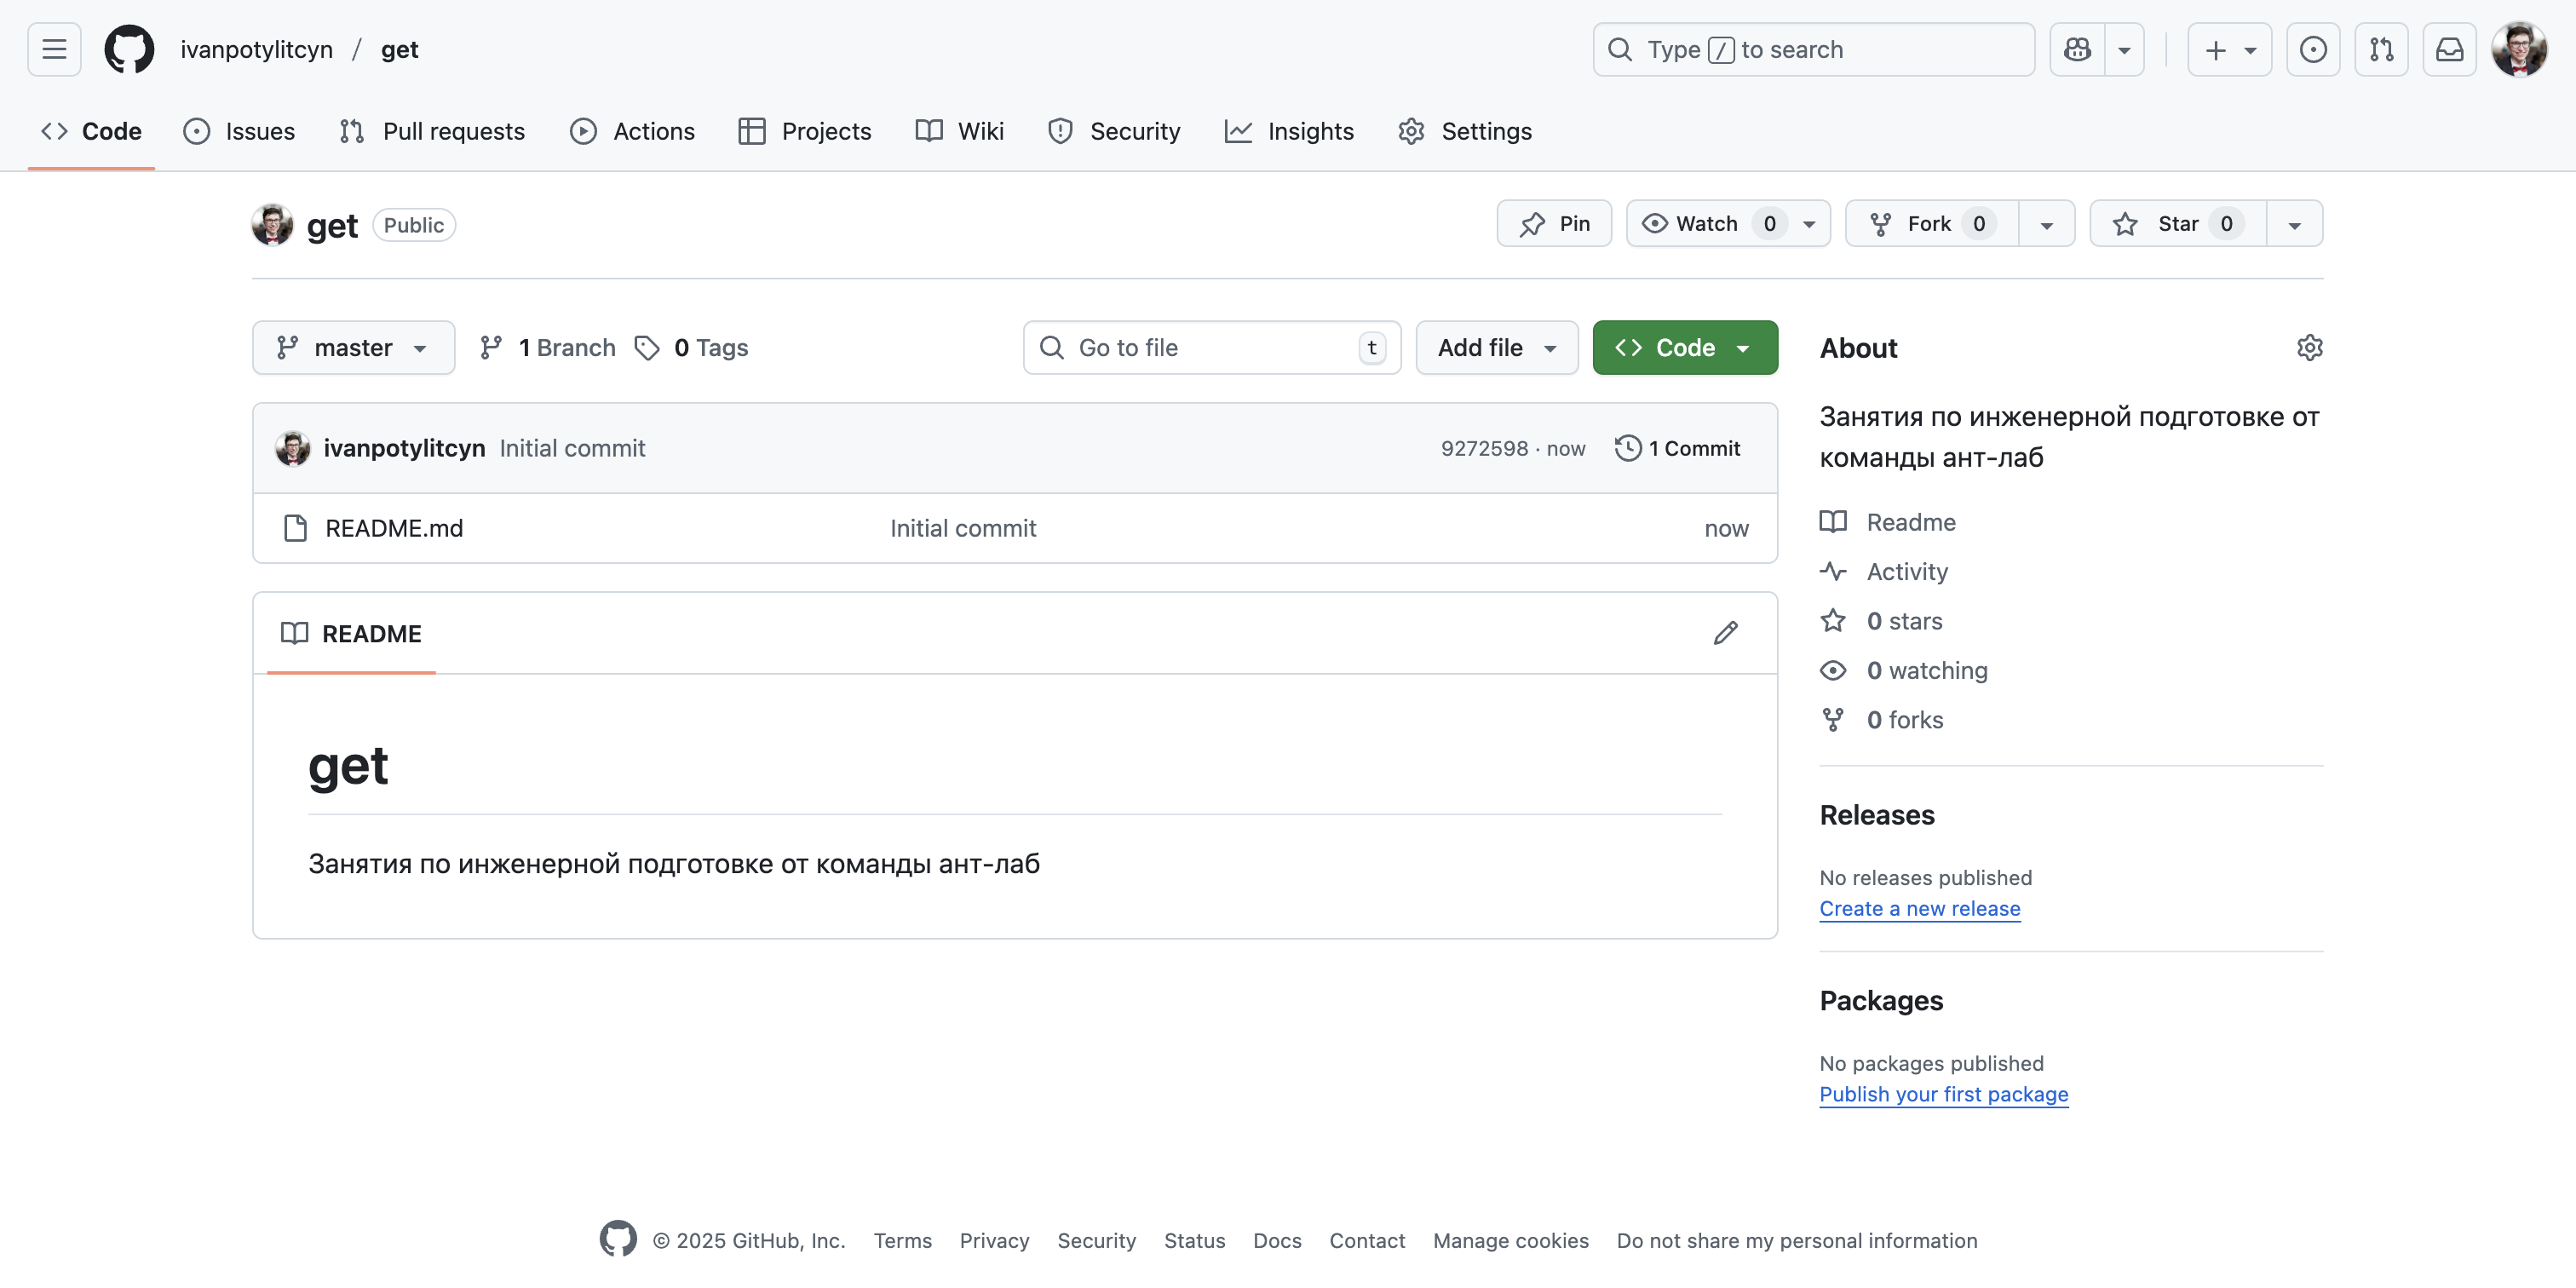 ivanpotylitcyn / get
Type / to search
Code Issues Pull requests Actions Projects Wiki Security Insights Settings
get Public
Pin Watch 0 Fork 0 Star 0
master 1 Branch 0 Tags
Go to file t Add file Code
ivanpotylitcyn Initial commit 9272598 · now 1 Commit
README.md Initial commit now
README
get
Занятия по инженерной подготовке от команды ант-лаб
About
Занятия по инженерной подготовке от
команды ант-лаб
Readme
Activity
0 stars
0 watching
0 forks
Releases
No releases published
Create a new release
Packages
No packages published
Publish your first package
© 2025 GitHub, Inc. Terms Privacy Security Status Docs Contact Manage cookies Do not share my personal information